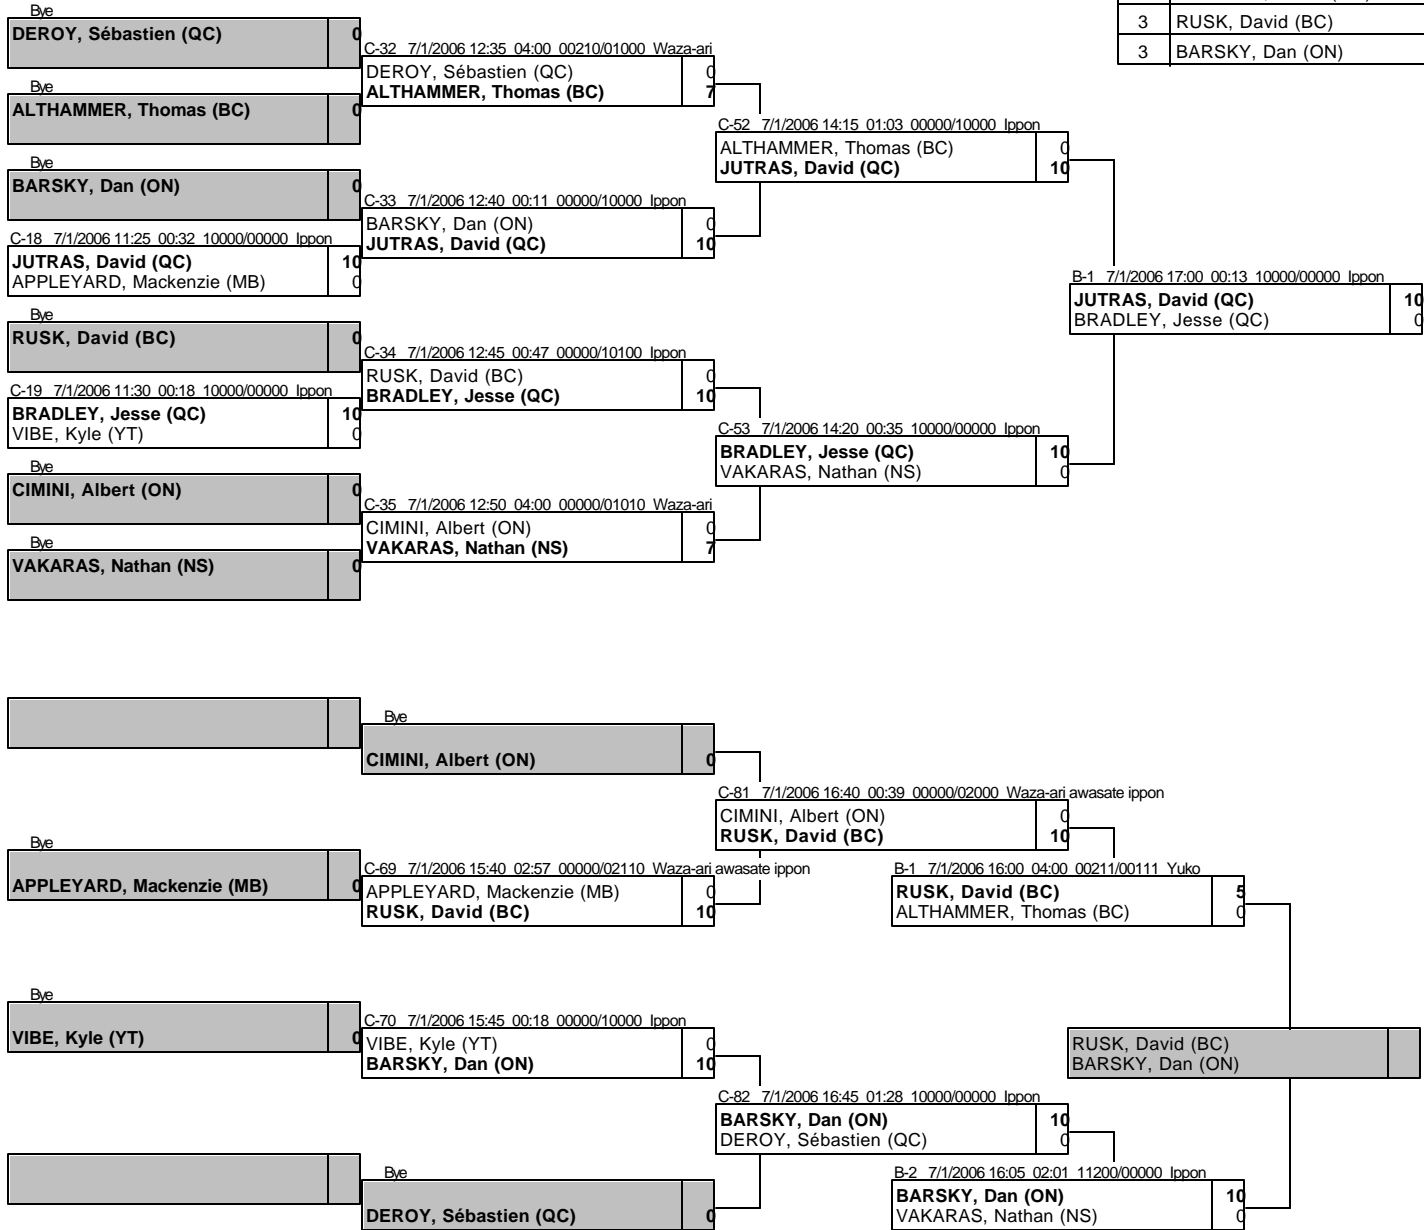 3 RUSK, David (BC)
3 BARSKY, Dan (ON)
Bye
DEROY, Sébastien (QC) 0
C-32 7/1/2006 12:35 04:00 00210/01000 Waza-ari
DEROY, Sébastien (QC) 0
ALTHAMMER, Thomas (BC) 7
Bye
ALTHAMMER, Thomas (BC) 0
C-52 7/1/2006 14:15 01:03 00000/10000 Ippon
ALTHAMMER, Thomas (BC) 0
JUTRAS, David (QC) 10
Bye
BARSKY, Dan (ON) 0
C-33 7/1/2006 12:40 00:11 00000/10000 Ippon
BARSKY, Dan (ON) 0
JUTRAS, David (QC) 10
C-18 7/1/2006 11:25 00:32 10000/00000 Ippon
JUTRAS, David (QC) 10
APPLEYARD, Mackenzie (MB) 0
B-1 7/1/2006 17:00 00:13 10000/00000 Ippon
JUTRAS, David (QC) 10
BRADLEY, Jesse (QC) 0
Bye
RUSK, David (BC) 0
C-34 7/1/2006 12:45 00:47 00000/10100 Ippon
RUSK, David (BC) 0
BRADLEY, Jesse (QC) 10
C-19 7/1/2006 11:30 00:18 10000/00000 Ippon
BRADLEY, Jesse (QC) 10
VIBE, Kyle (YT) 0
C-53 7/1/2006 14:20 00:35 10000/00000 Ippon
BRADLEY, Jesse (QC) 10
VAKARAS, Nathan (NS) 0
Bye
CIMINI, Albert (ON) 0
C-35 7/1/2006 12:50 04:00 00000/01010 Waza-ari
CIMINI, Albert (ON) 0
VAKARAS, Nathan (NS) 7
Bye
VAKARAS, Nathan (NS) 0
Bye
CIMINI, Albert (ON) 0
C-81 7/1/2006 16:40 00:39 00000/02000 Waza-ari awasate ippon
CIMINI, Albert (ON) 0
RUSK, David (BC) 10
Bye
APPLEYARD, Mackenzie (MB) 0
C-69 7/1/2006 15:40 02:57 00000/02110 Waza-ari awasate ippon
APPLEYARD, Mackenzie (MB) 0
RUSK, David (BC) 10
B-1 7/1/2006 16:00 04:00 00211/00111 Yuko
RUSK, David (BC) 5
ALTHAMMER, Thomas (BC) 0
Bye
VIBE, Kyle (YT) 0
C-70 7/1/2006 15:45 00:18 00000/10000 Ippon
VIBE, Kyle (YT) 0
BARSKY, Dan (ON) 10
RUSK, David (BC)
BARSKY, Dan (ON)
C-82 7/1/2006 16:45 01:28 10000/00000 Ippon
BARSKY, Dan (ON) 10
DEROY, Sébastien (QC) 0
Bye
DEROY, Sébastien (QC) 0
B-2 7/1/2006 16:05 02:01 11200/00000 Ippon
BARSKY, Dan (ON) 10
VAKARAS, Nathan (NS) 0